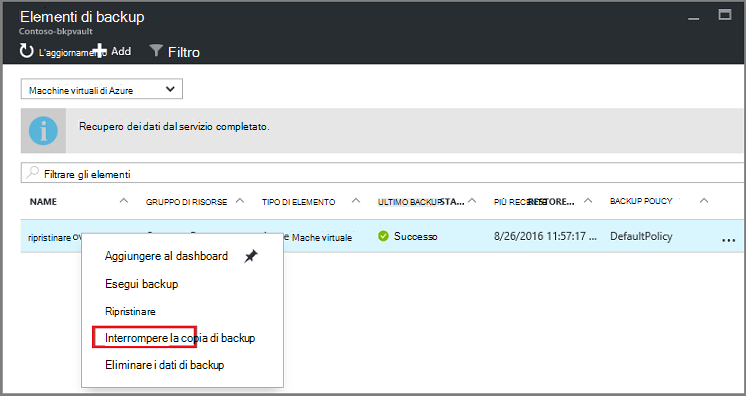 Elementi di backup
Contoso-bkpvault
L'aggiornamento Add Filtro
Macchine virtuali di Azure
Recupero dei dati dal servizio completato.
Filtrare gli elementi
NAME GRUPPO DI RISORSE TIPO DI ELEMENTO ULTIMO BACKUP STA... PIÙ RECENTE RESTORE... BACKUP POLICY
ripristinare Mache virtuale Successo 8/26/2016 11:57:17 ... DefaultPolicy ...
Aggiungere al dashboard
Esegui backup
Ripristinare
Interrompere la copia di backup
Eliminare i dati di backup